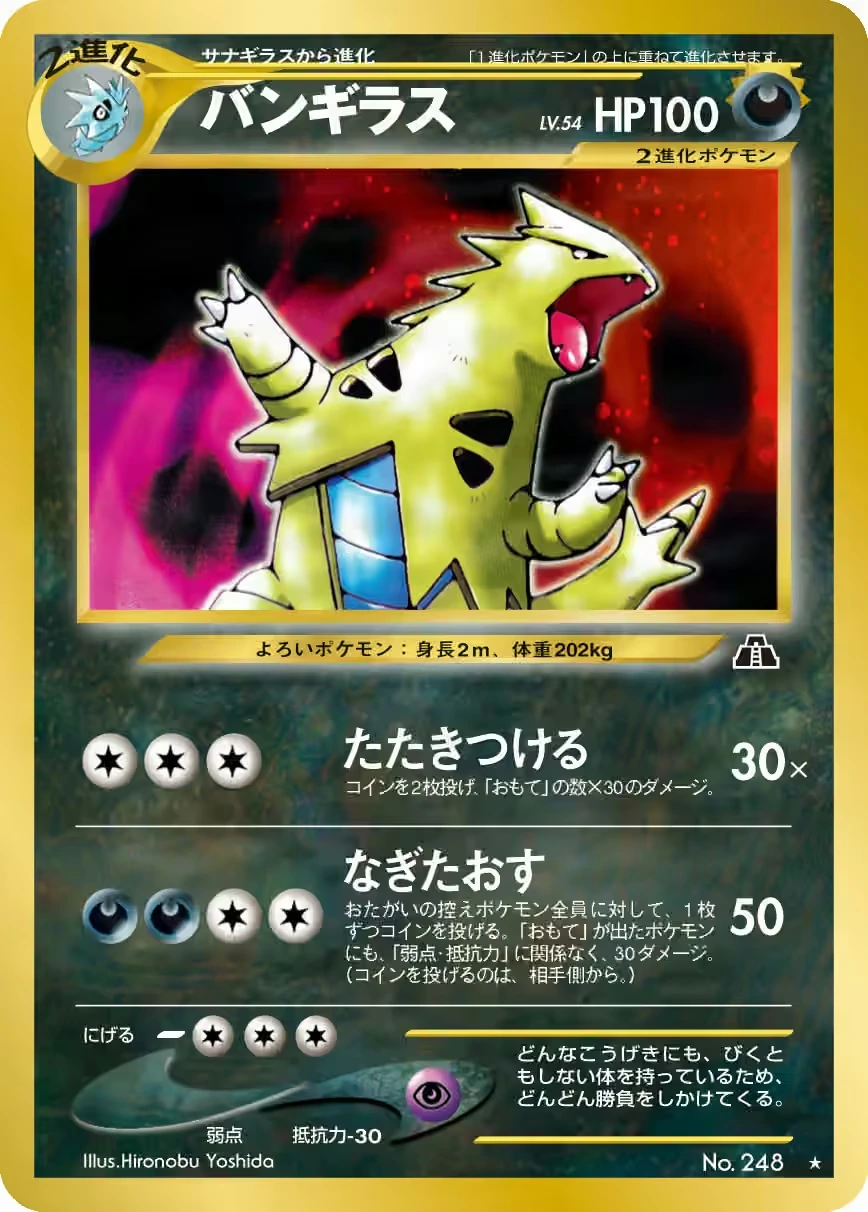 2進化
サナギラスから進化
「1進化ポケモン」の上に重ねて進化させます。
バンギラス
LV.54 HP100
2進化ポケモン
よろいポケモン：身長2m、体重202kg
たたきつける
30×
コインを2枚投げ、「おもて」の数×30のダメージ。
なぎたおす
50
おたがいの控えポケモン全員に対して、1枚
ずつコインを投げる。「おもて」が出たポケモン
にも、「弱点・抵抗力」に関係なく、30ダメージ。
（コインを投げるのは、相手側から。）
にげる
どんなこうげきにも、びくと
もしない体を持っているため、
どんどん勝負をしかけてくる。
弱点
抵抗力-30
Illus.Hironobu Yoshida
No. 248 ★